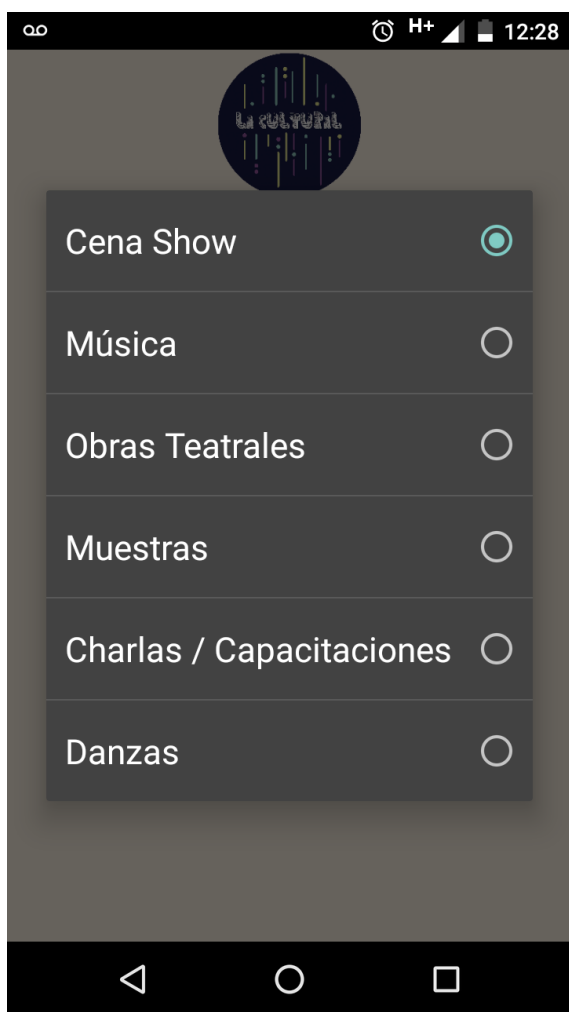 H+ 12:28
LA CULTURAL
Cena Show
Música
Obras Teatrales
Muestras
Charlas / Capacitaciones
Danzas